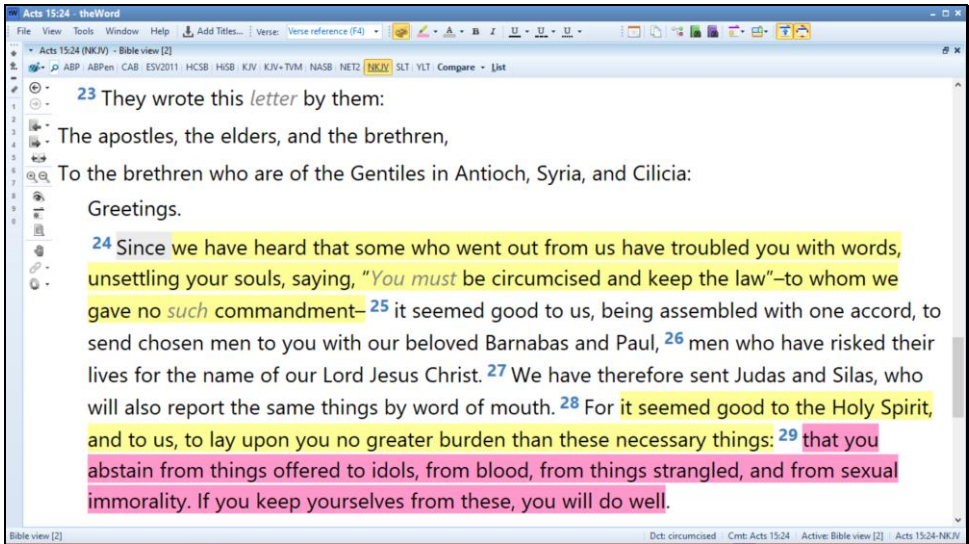 Acts 15:24 - theWord
File View Tools Window Help Add Titles... Verse: Verse reference (F4) A B I U U U
Acts 15:24 (NKJV) - Bible view [2]
ABP ABPen CAB ESV2011 HCSB HiSB KJV KJV+TVM NASB NET2 NKJV SLT YLT Compare List
23 They wrote this letter by them:
The apostles, the elders, and the brethren,
To the brethren who are of the Gentiles in Antioch, Syria, and Cilicia:
Greetings.
24 Since we have heard that some who went out from us have troubled you with words,
unsettling your souls, saying, “You must be circumcised and keep the law”–to whom we
gave no such commandment– 25 it seemed good to us, being assembled with one accord, to
send chosen men to you with our beloved Barnabas and Paul, 26 men who have risked their
lives for the name of our Lord Jesus Christ. 27 We have therefore sent Judas and Silas, who
will also report the same things by word of mouth. 28 For it seemed good to the Holy Spirit,
and to us, to lay upon you no greater burden than these necessary things: 29 that you
abstain from things offered to idols, from blood, from things strangled, and from sexual
immorality. If you keep yourselves from these, you will do well.
1
2
3
4
5
6
7
8
9
Bible view [2] Dct: circumcised Cmt: Acts 15:24 Active: Bible view [2] Acts 15:24-NKJV